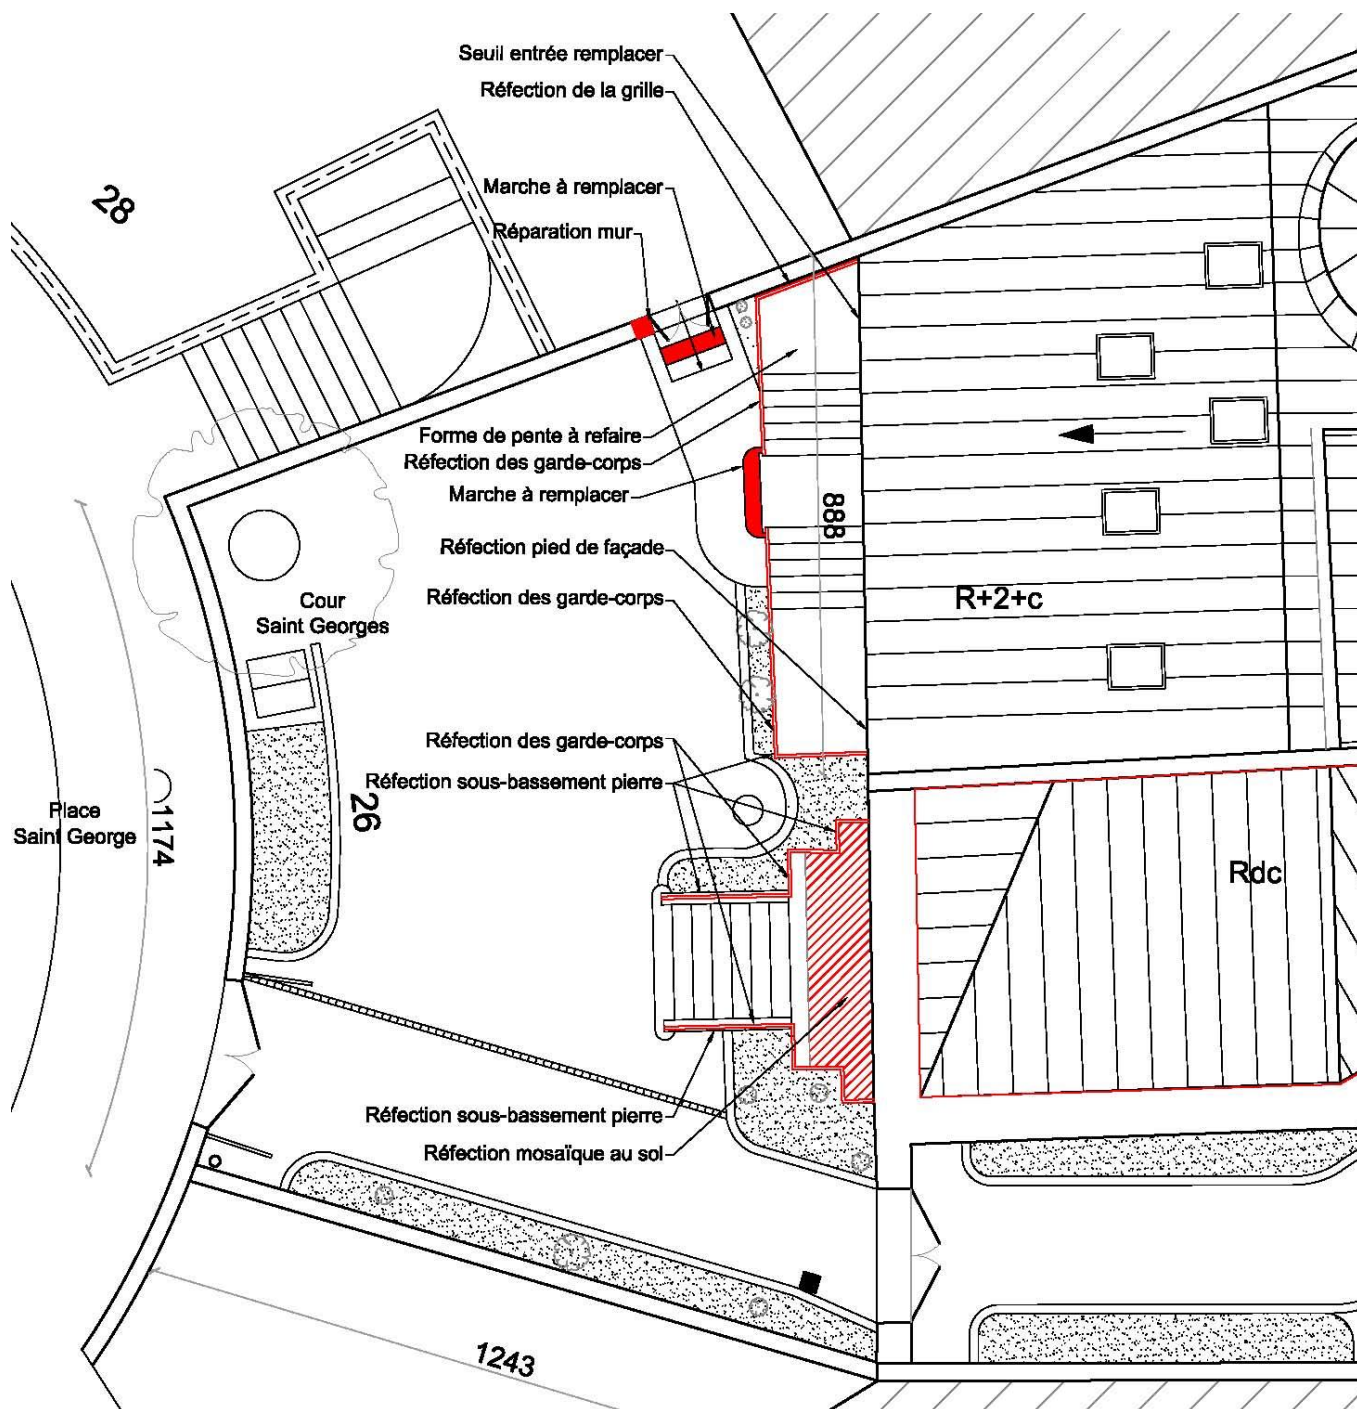 Seuil entrée remplacer
Réfection de la grille
28
Marche à remplacer
Réparation mur
Forme de pente à refaire
Réfection des garde-corps
Marche à remplacer
888
Réfection pied de façade
Réfection des garde-corps
R+2+c
Cour
Saint Georges
Réfection des garde-corps
Réfection sous-bassement pierre
Place
Saint George
1174
26
Rdc
Réfection sous-bassement pierre
Réfection mosaïque au sol
1243